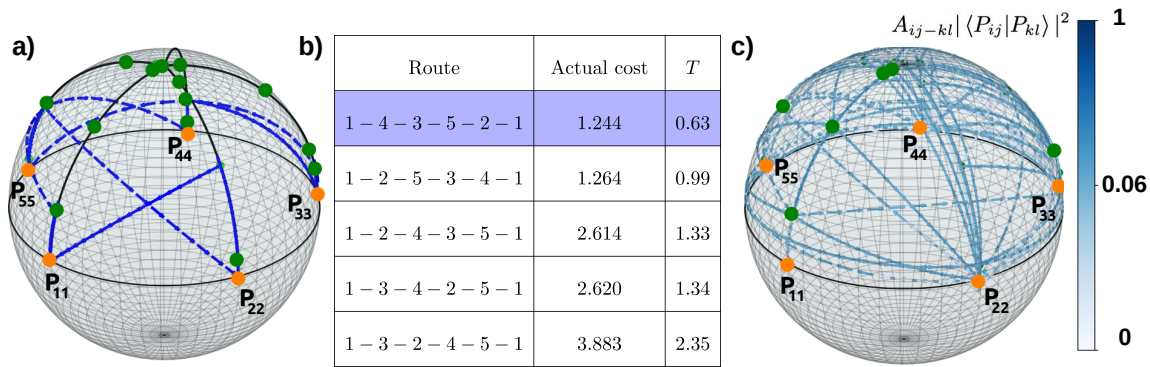 a)
P44
P55
P33
P11
P22
b)
Route Actual cost T
1 − 4 − 3 − 5 − 2 − 1 1.244 0.63
1 − 2 − 5 − 3 − 4 − 1 1.264 0.99
1 − 2 − 4 − 3 − 5 − 1 2.614 1.33
1 − 3 − 4 − 2 − 5 − 1 2.620 1.34
1 − 3 − 2 − 4 − 5 − 1 3.883 2.35
c)
A_{ij−kl}| ⟨P_{ij}|P_{kl}⟩ |^2
P44
P55
P33
P11
P22
1
0.06
0